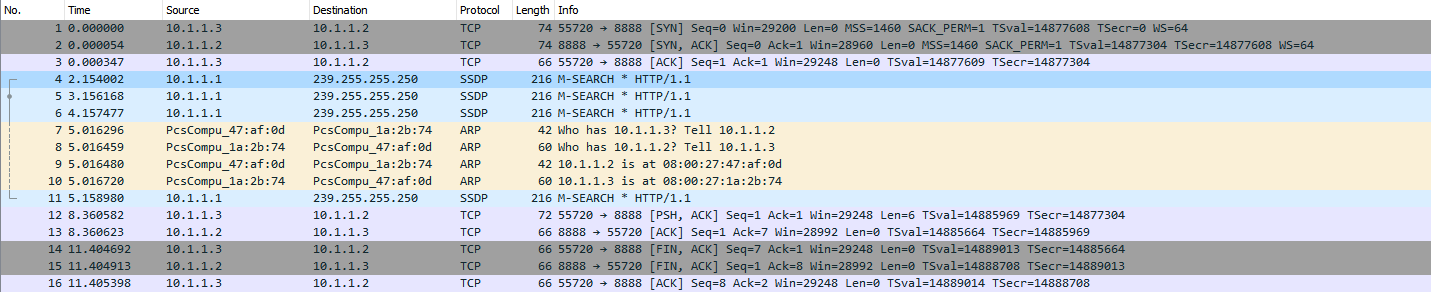 No. Time Source Destination Protocol Length Info
1 0.000000 10.1.1.3 10.1.1.2 TCP 74 55720 → 8888 [SYN] Seq=0 Win=29200 Len=0 MSS=1460 SACK_PERM=1 TSval=14877608 TSecr=0 WS=64
2 0.000054 10.1.1.2 10.1.1.3 TCP 74 8888 → 55720 [SYN, ACK] Seq=0 Ack=1 Win=28960 Len=0 MSS=1460 SACK_PERM=1 TSval=14877304 TSecr=14877608 WS=64
3 0.000347 10.1.1.3 10.1.1.2 TCP 66 55720 → 8888 [ACK] Seq=1 Ack=1 Win=29248 Len=0 TSval=14877609 TSecr=14877304
4 2.154002 10.1.1.1 239.255.255.250 SSDP 216 M-SEARCH * HTTP/1.1
5 3.156168 10.1.1.1 239.255.255.250 SSDP 216 M-SEARCH * HTTP/1.1
6 4.157477 10.1.1.1 239.255.255.250 SSDP 216 M-SEARCH * HTTP/1.1
7 5.016296 PcsCompu_47:af:0d PcsCompu_1a:2b:74 ARP 42 Who has 10.1.1.3? Tell 10.1.1.2
8 5.016459 PcsCompu_1a:2b:74 PcsCompu_47:af:0d ARP 60 Who has 10.1.1.2? Tell 10.1.1.3
9 5.016480 PcsCompu_47:af:0d PcsCompu_1a:2b:74 ARP 42 10.1.1.2 is at 08:00:27:47:af:0d
10 5.016720 PcsCompu_1a:2b:74 PcsCompu_47:af:0d ARP 60 10.1.1.3 is at 08:00:27:1a:2b:74
11 5.158980 10.1.1.1 239.255.255.250 SSDP 216 M-SEARCH * HTTP/1.1
12 8.360582 10.1.1.3 10.1.1.2 TCP 72 55720 → 8888 [PSH, ACK] Seq=1 Ack=1 Win=29248 Len=6 TSval=14885969 TSecr=14877304
13 8.360623 10.1.1.2 10.1.1.3 TCP 66 8888 → 55720 [ACK] Seq=1 Ack=7 Win=28992 Len=0 TSval=14885664 TSecr=14885969
14 11.404692 10.1.1.3 10.1.1.2 TCP 66 55720 → 8888 [FIN, ACK] Seq=7 Ack=1 Win=29248 Len=0 TSval=14889013 TSecr=14885664
15 11.404913 10.1.1.2 10.1.1.3 TCP 66 8888 → 55720 [FIN, ACK] Seq=1 Ack=8 Win=28992 Len=0 TSval=14888708 TSecr=14889013
16 11.405398 10.1.1.3 10.1.1.2 TCP 66 55720 → 8888 [ACK] Seq=8 Ack=2 Win=29248 Len=0 TSval=14889014 TSecr=14888708